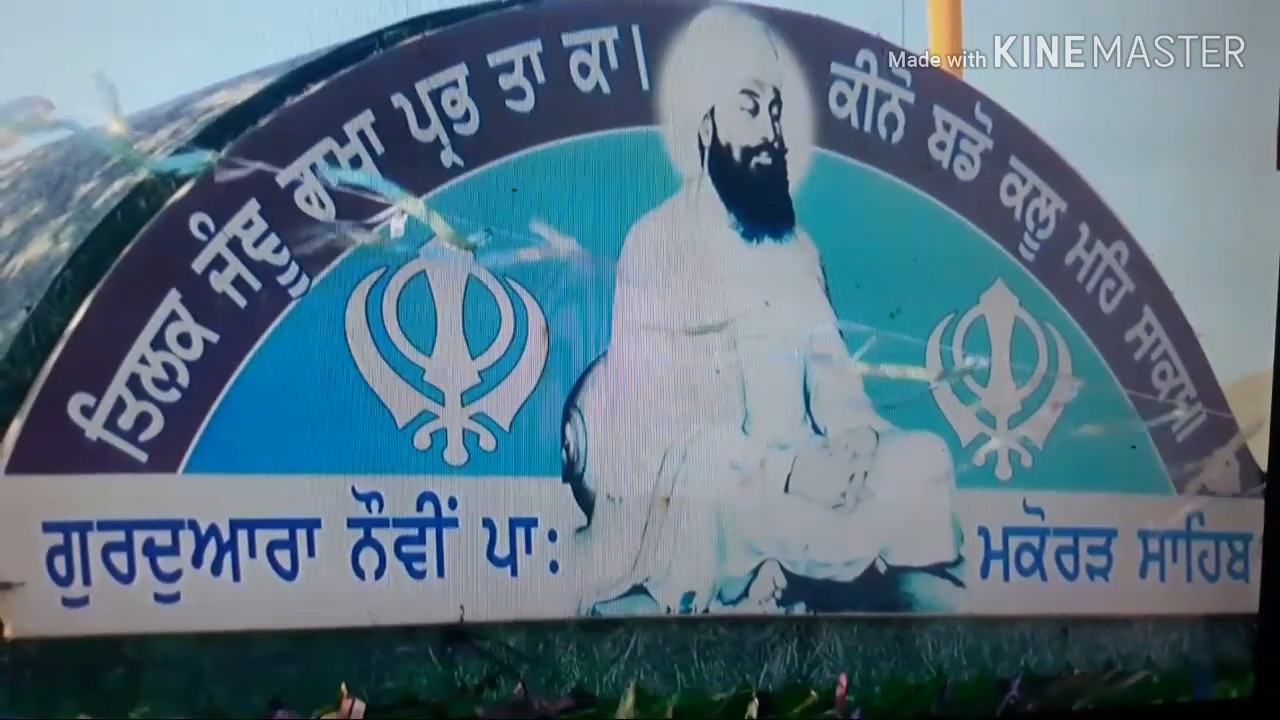 Made with KINEMASTER
ਤਿਲਕ ਜੰਞੂ ਰਾਖਾ ਪ੍ਰਭ ਤਾ ਕਾ। ਕੀਨੋ ਬਡੋ ਕਲੂ ਮਹਿ ਸਾਕਾ॥
ਗੁਰਦੁਆਰਾ ਨੌਵੀਂ ਪਾ: ਮਕੋਰੜ ਸਾਹਿਬ